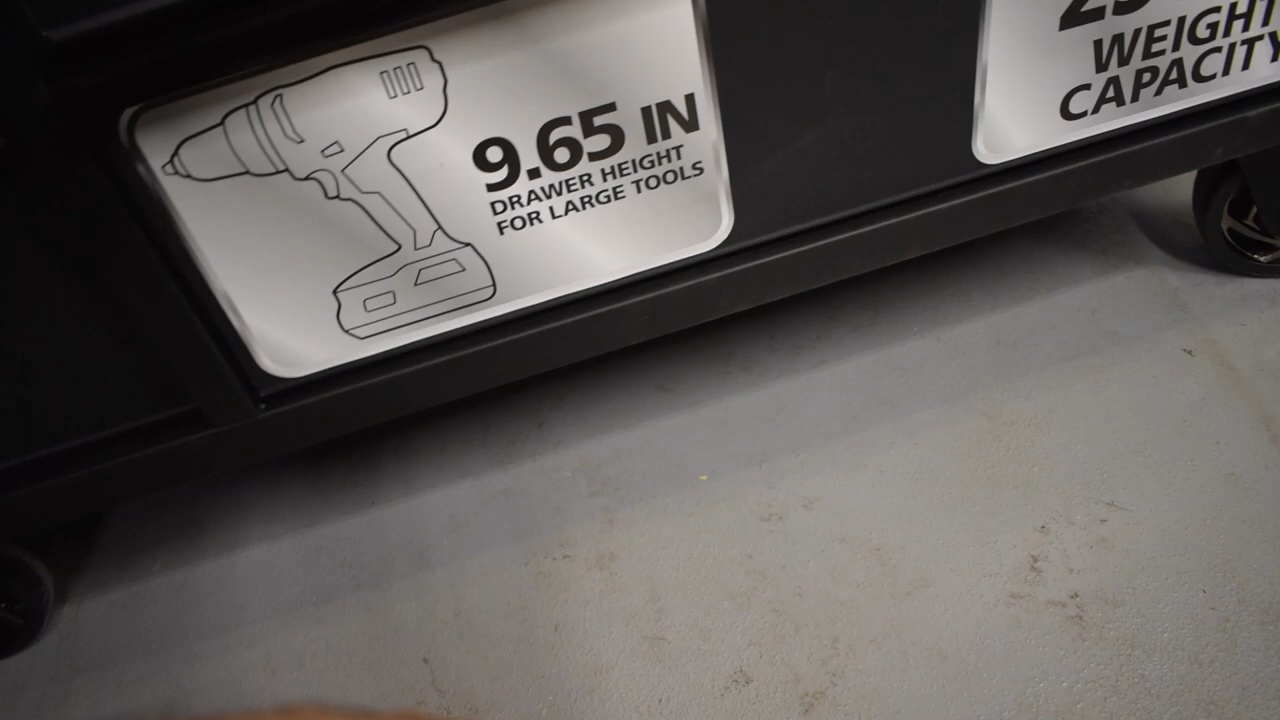 9.65 IN
DRAWER HEIGHT
FOR LARGE TOOLS
WEIGHT
CAPACITY